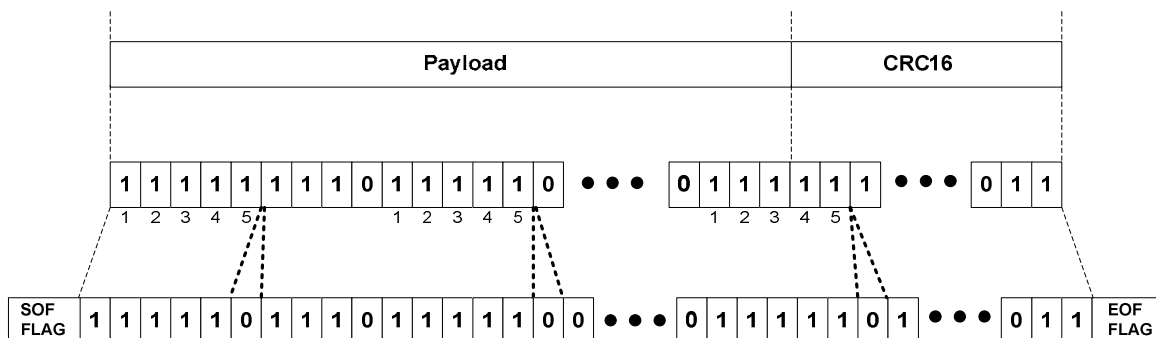 Payload CRC16
1 1 1 1 1 1 1 1 0 1 1 1 1 1 0 ●●● 0 1 1 1 1 1 1 ●●● 0 1 1
1 2 3 4 5 1 2 3 4 5 1 2 3 4 5
SOF FLAG 1 1 1 1 1 0 1 1 1 0 1 1 1 1 1 0 0 ●●● 0 1 1 1 1 1 0 1 ●●● 0 1 1 EOF FLAG